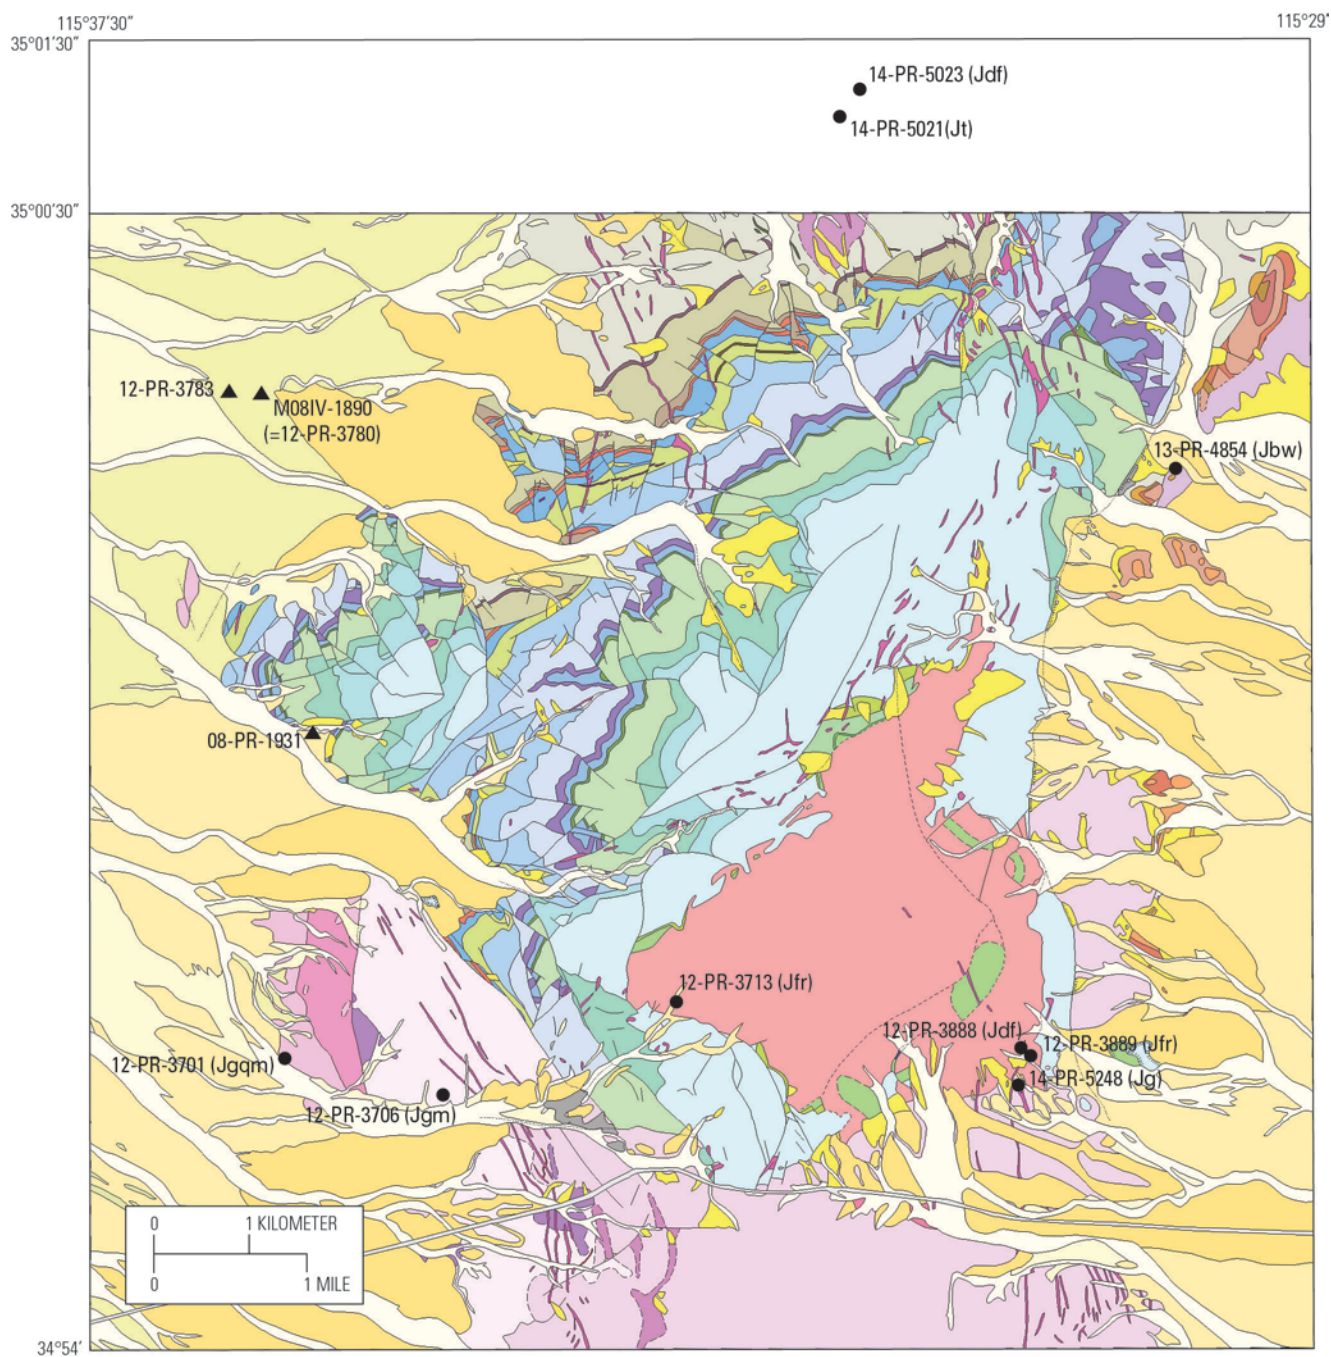 115°37'30"
115°29'
35°01'30"
14-PR-5023 (Jdf)
14-PR-5021(Jt)
35°00'30"
12-PR-3783
M08IV-1890
(=12-PR-3780)
13-PR-4854 (Jbw)
08-PR-1931
12-PR-3713 (Jfr)
12-PR-3888 (Jdf)
12-PR-3889 (Jfr)
12-PR-3701 (Jgqm)
14-PR-5248 (Jg)
12-PR-3706 (Jgm)
0 1 KILOMETER
0 1 MILE
34°54'